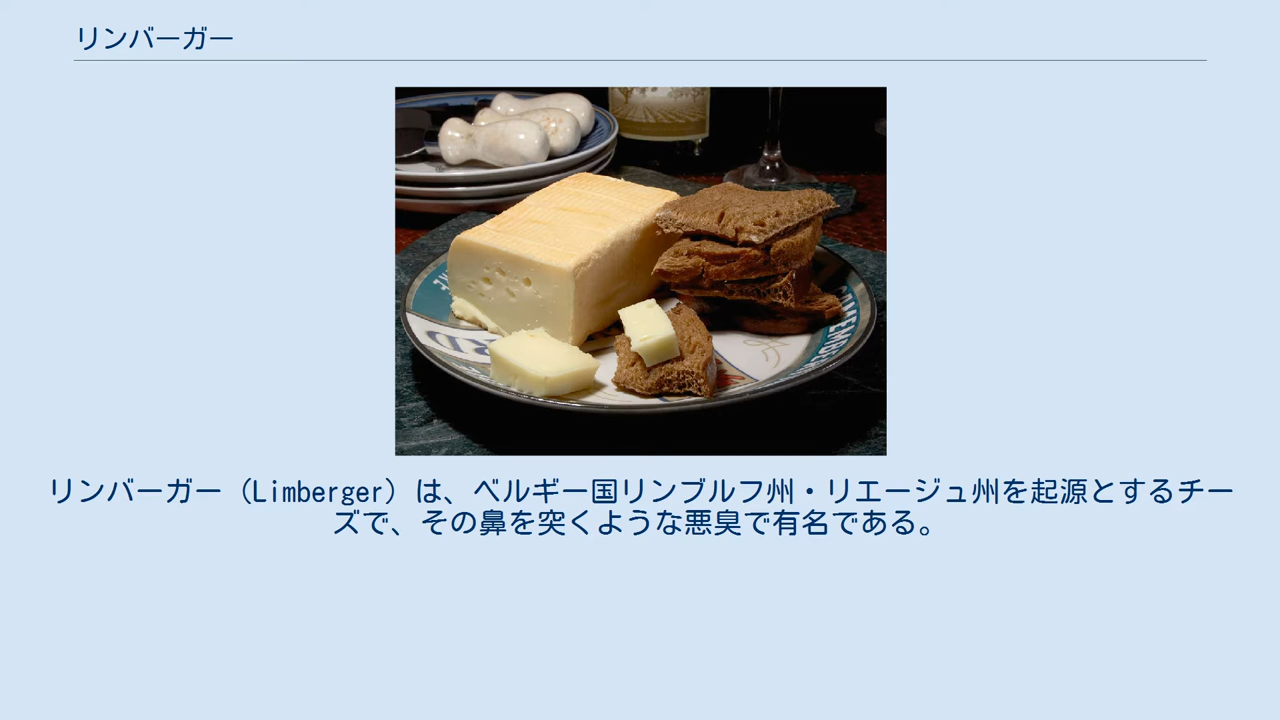 リンバーガー
リンバーガー（Limberger）は、ベルギー国リンブルフ州・リエージュ州を起源とするチー
ズで、その鼻を突くような悪臭で有名である。